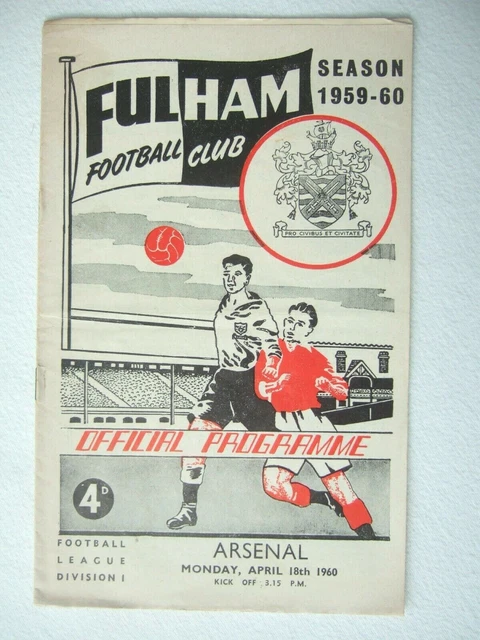 FULHAM
FOOTBALL CLUB
SEASON
1959-60
PRO CIVIBUS ET CIVITATE
OFFICIAL PROGRAMME
4D
FOOTBALL
LEAGUE
DIVISION I
ARSENAL
MONDAY, APRIL 18th 1960
KICK OFF 3.15 P.M.